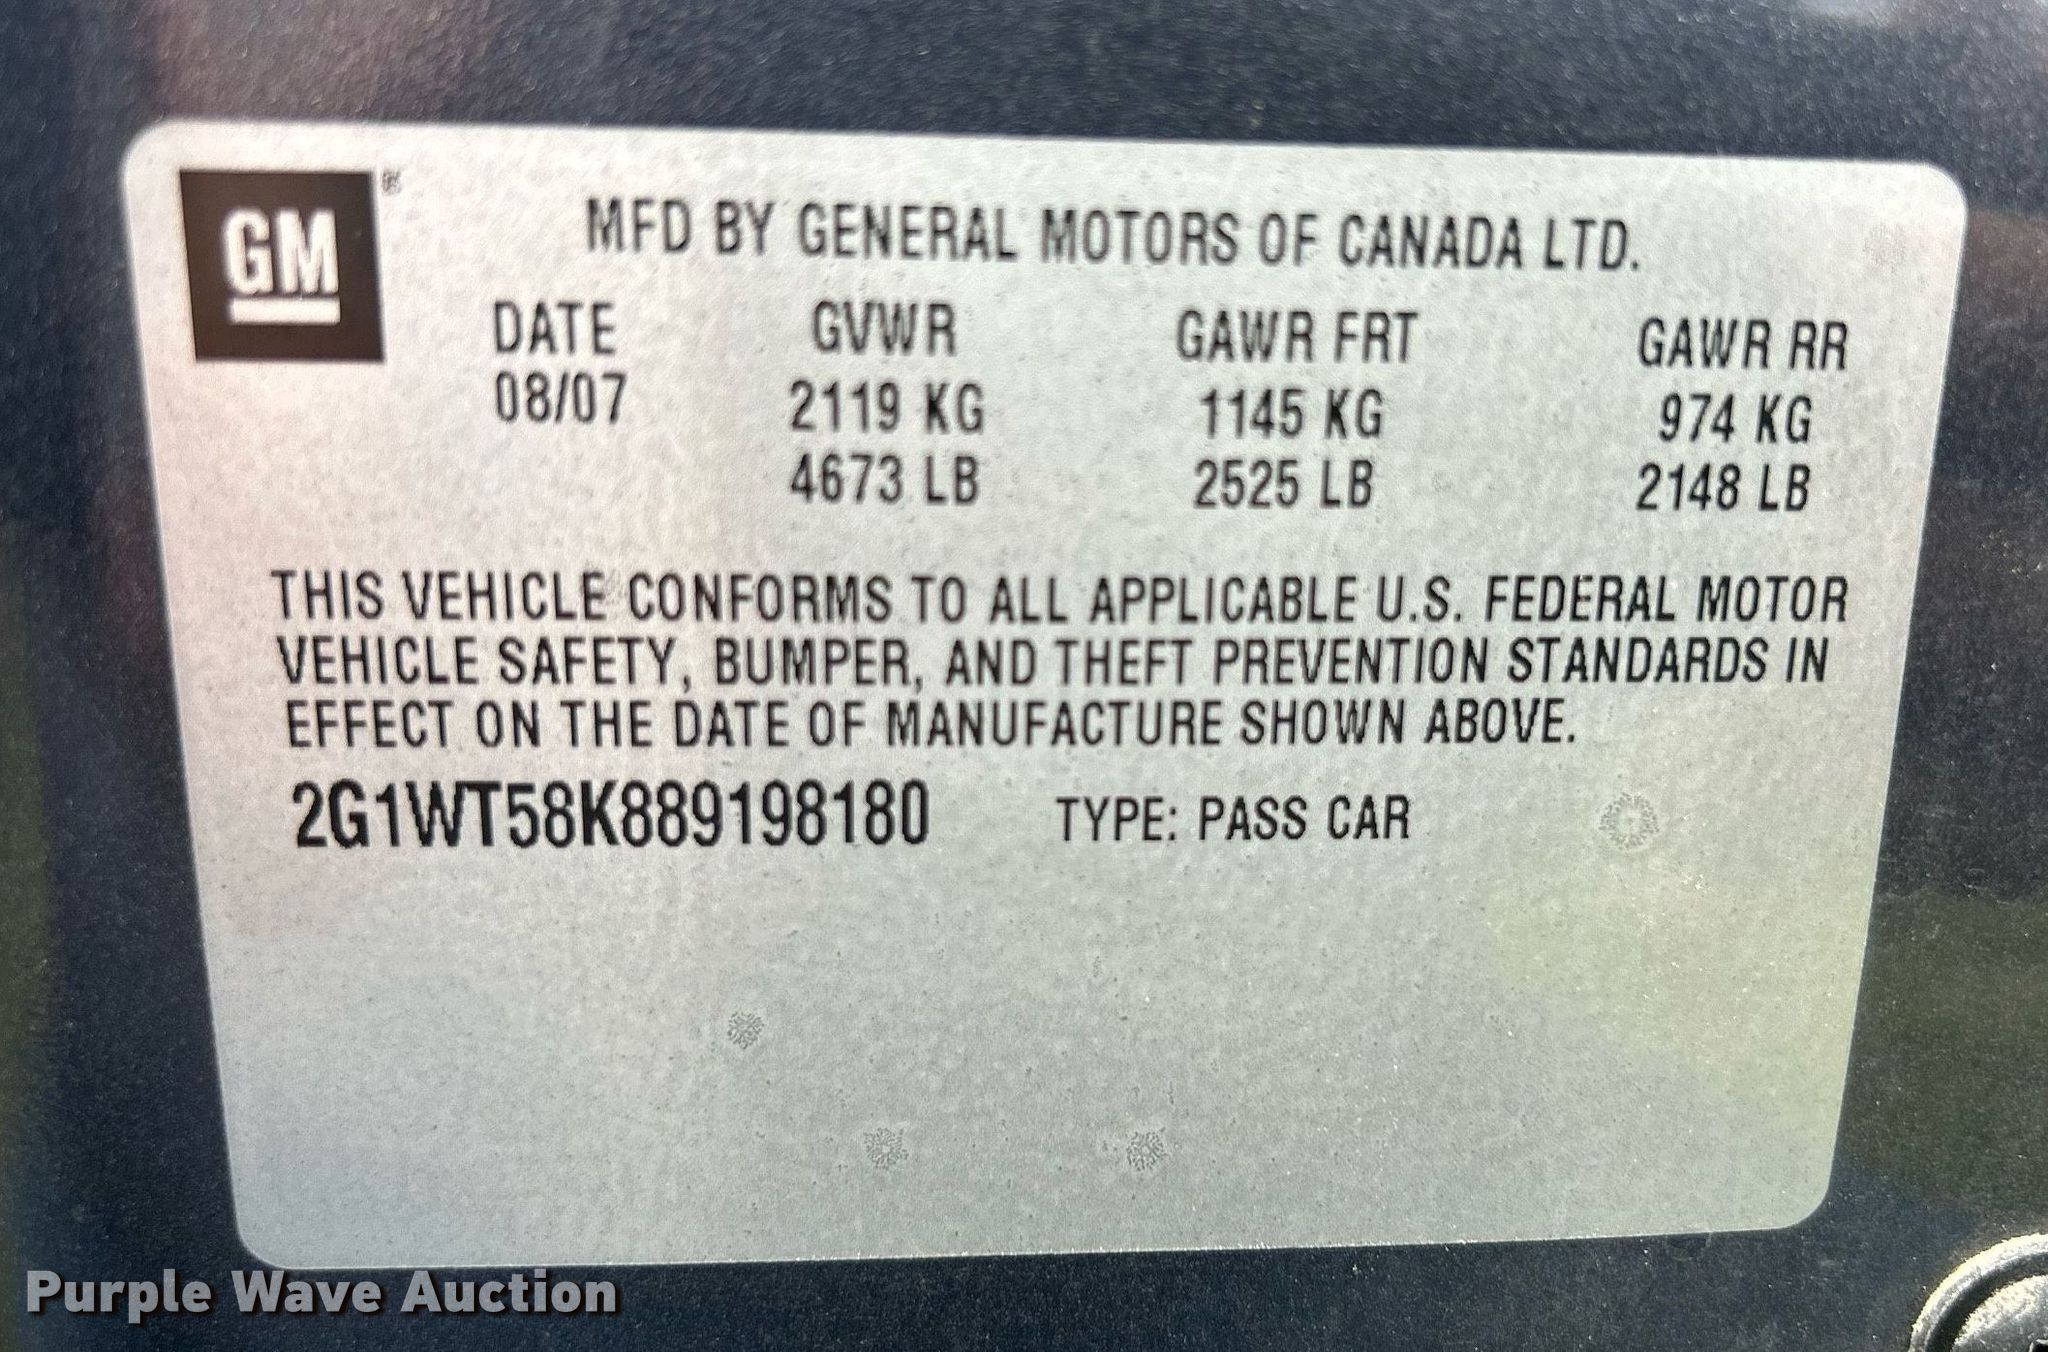 GM ®
MFD BY GENERAL MOTORS OF CANADA LTD.
DATE GVWR GAWR FRT GAWR RR
08/07 2119 KG 1145 KG 974 KG
4673 LB 2525 LB 2148 LB
THIS VEHICLE CONFORMS TO ALL APPLICABLE U.S. FEDERAL MOTOR
VEHICLE SAFETY, BUMPER, AND THEFT PREVENTION STANDARDS IN
EFFECT ON THE DATE OF MANUFACTURE SHOWN ABOVE.
2G1WT58K889198180 TYPE: PASS CAR
Purple Wave Auction